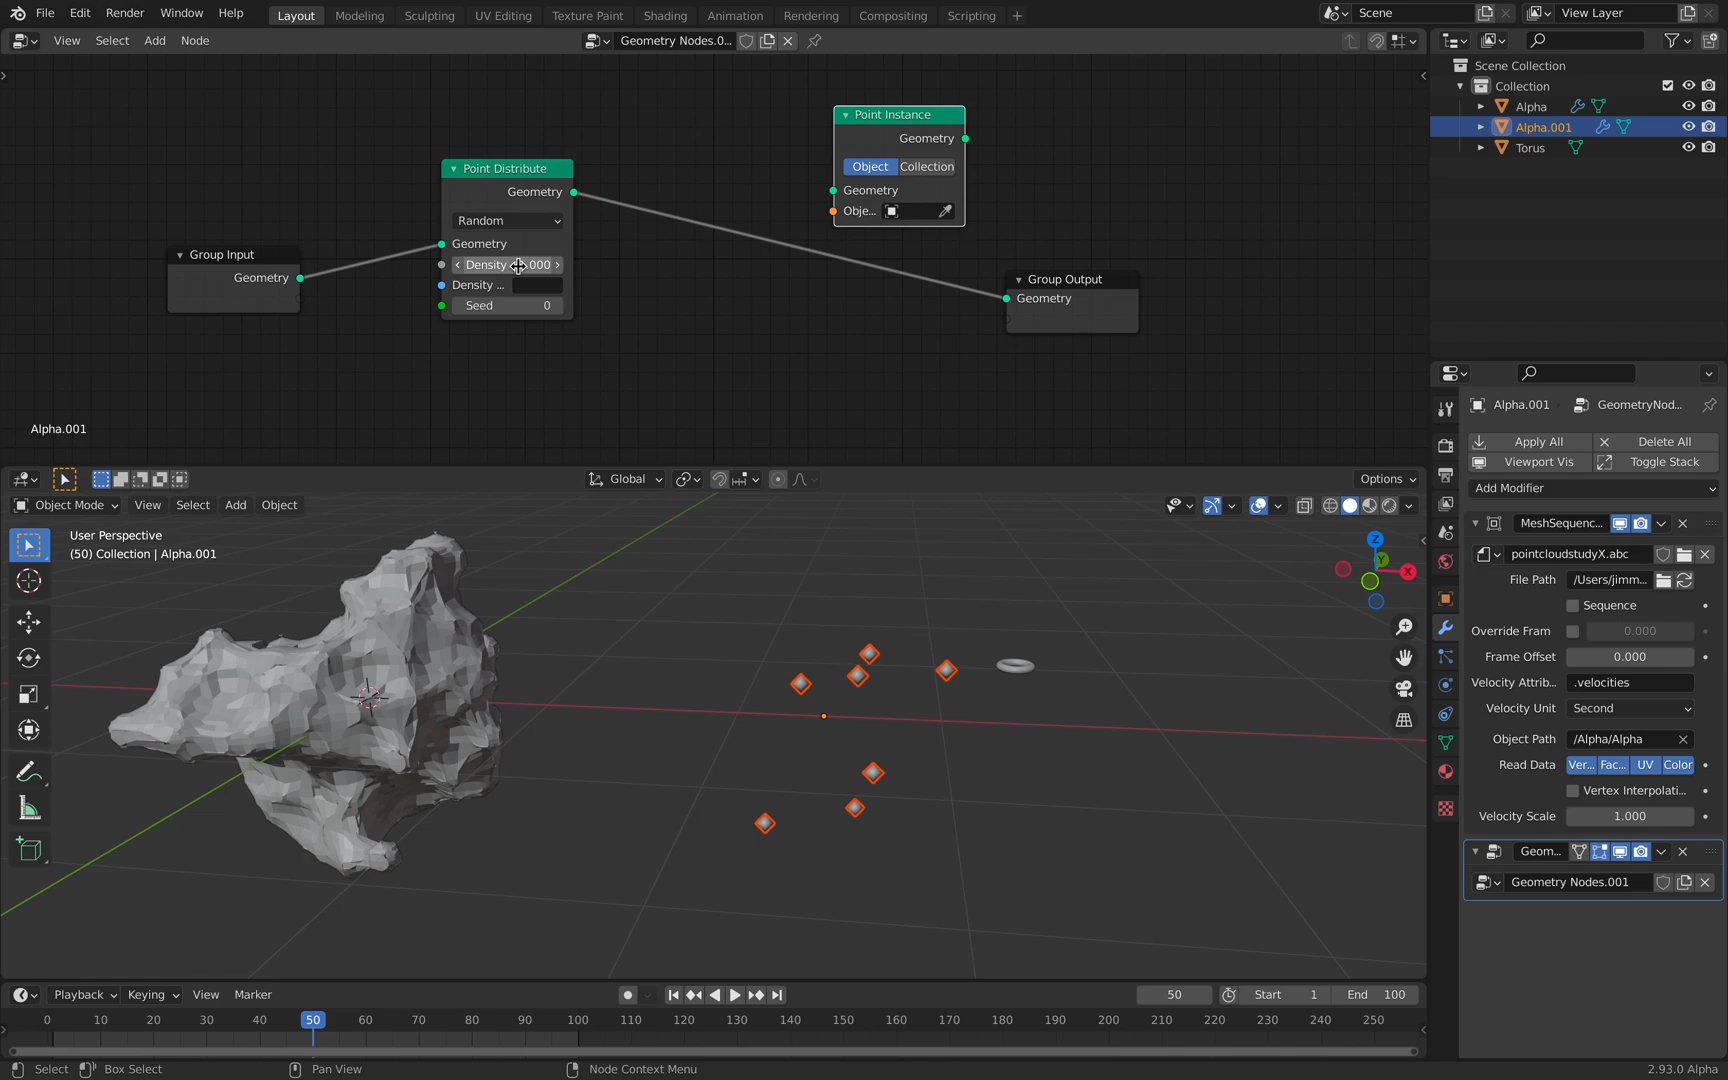 File Edit Render Window Help Layout Modeling Sculpting UV Editing Texture Paint Shading Animation Rendering Compositing Scripting + Scene View Layer
View Select Add Node Geometry Nodes.0...
Scene Collection
Collection
Alpha
Alpha.001
Torus
Point Instance
Geometry
Object Collection
Geometry
Obje...
Point Distribute
Geometry
Random
Geometry
Density 000
Density ...
Seed 0
Group Input
Geometry
Group Output
Geometry
Alpha.001
Global
Options
Object Mode View Select Add Object
User Perspective
(50) Collection | Alpha.001
Z
Y
X
Alpha.001 GeometryNod...
Apply All Delete All
Viewport Vis Toggle Stack
Add Modifier
MeshSequenc...
pointcloudstudyX.abc
File Path /Users/jimm...
Sequence
Override Fram 0.000
Frame Offset 0.000
Velocity Attrib... .velocities
Velocity Unit Second
Object Path /Alpha/Alpha
Read Data Ver... Fac... UV Color
Vertex Interpolati...
Velocity Scale 1.000
Geom...
Geometry Nodes.001
Playback Keying View Marker 50 Start 1 End 100
0 10 20 30 40 50 60 70 80 90 100 110 120 130 140 150 160 170 180 190 200 210 220 230 240 250
Select Box Select Pan View Node Context Menu 2.93.0 Alpha